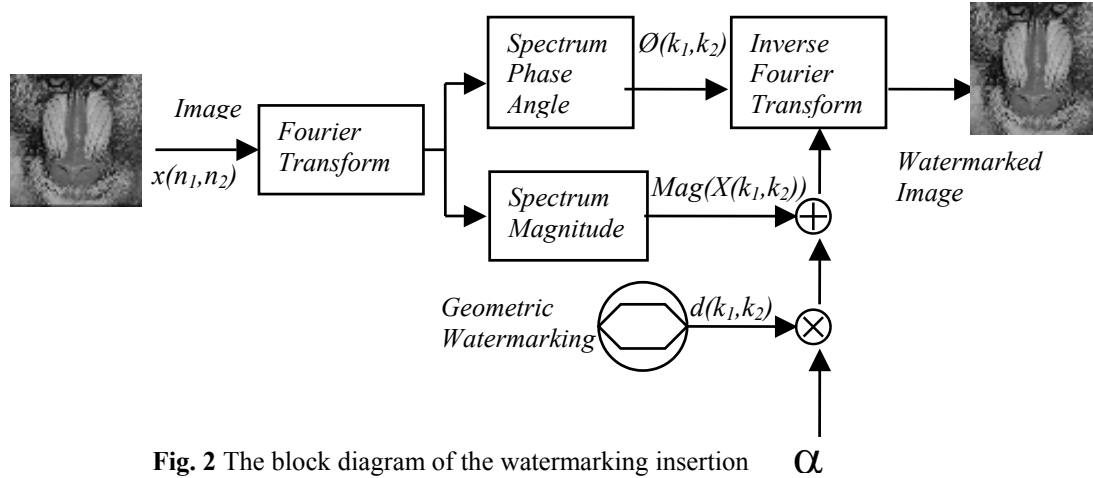 Image
x(n₁,n₂)
Fourier
Transform
Spectrum
Phase
Angle
Ø(k₁,k₂)
Inverse
Fourier
Transform
Watermarked
Image
Spectrum
Magnitude
Mag(X(k₁,k₂))
+
Geometric
Watermarking
d(k₁,k₂)
×
α
Fig. 2 The block diagram of the watermarking insertion